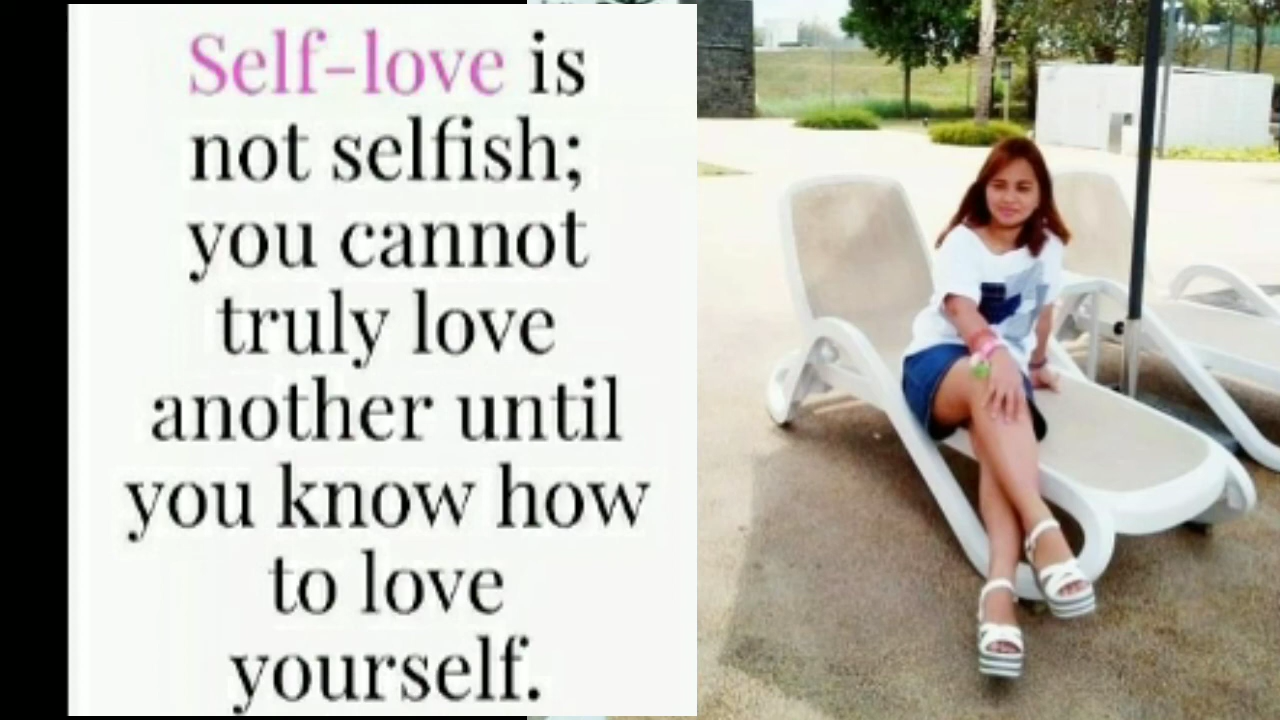 Self-love is
not selfish;
you cannot
truly love
another until
you know how
to love
yourself.